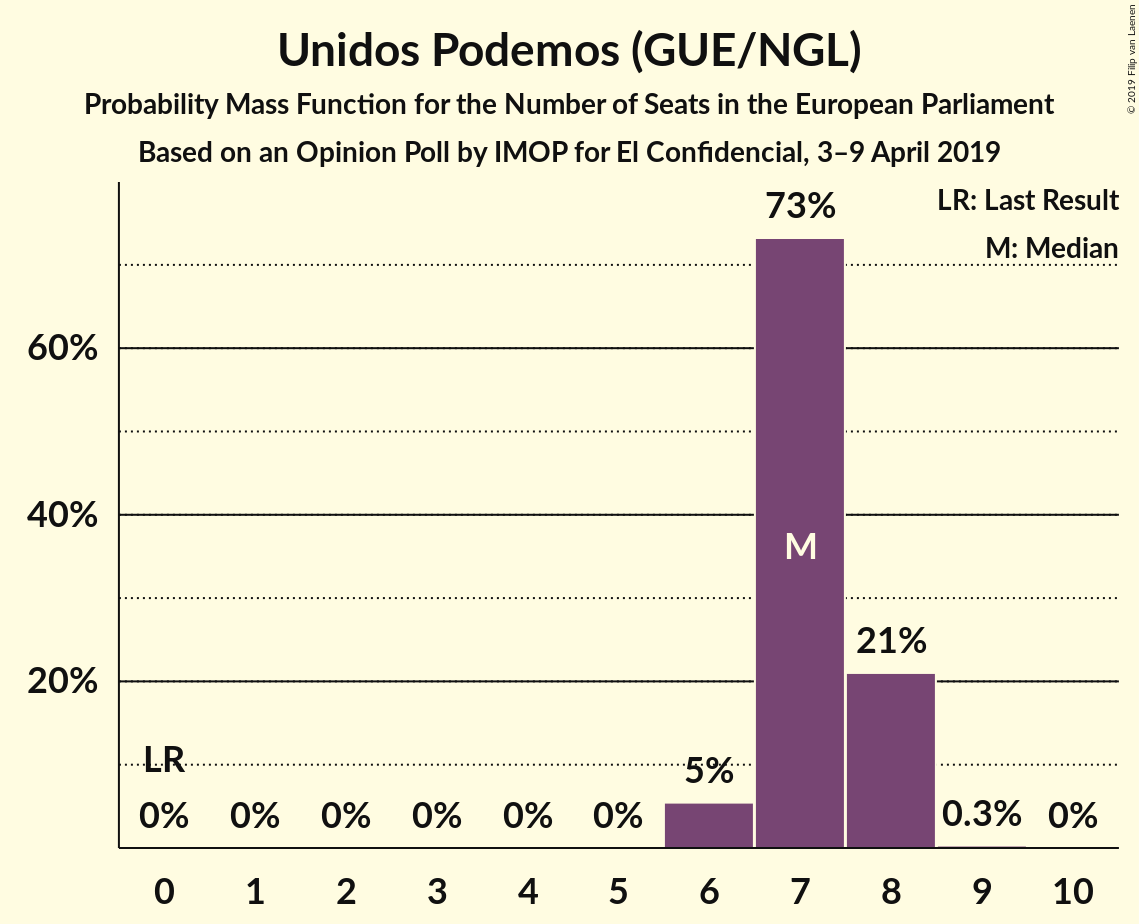 Unidos Podemos (GUE/NGL)
Probability Mass Function for the Number of Seats in the European Parliament
Based on an Opinion Poll by IMOP for El Confidencial, 3–9 April 2019
© 2019 Filip van Laenen
LR: Last Result
M: Median
73%
60%
40%
M
21%
20%
LR
5%
0% 0% 0% 0% 0% 0% 0.3% 0%
0 1 2 3 4 5 6 7 8 9 10